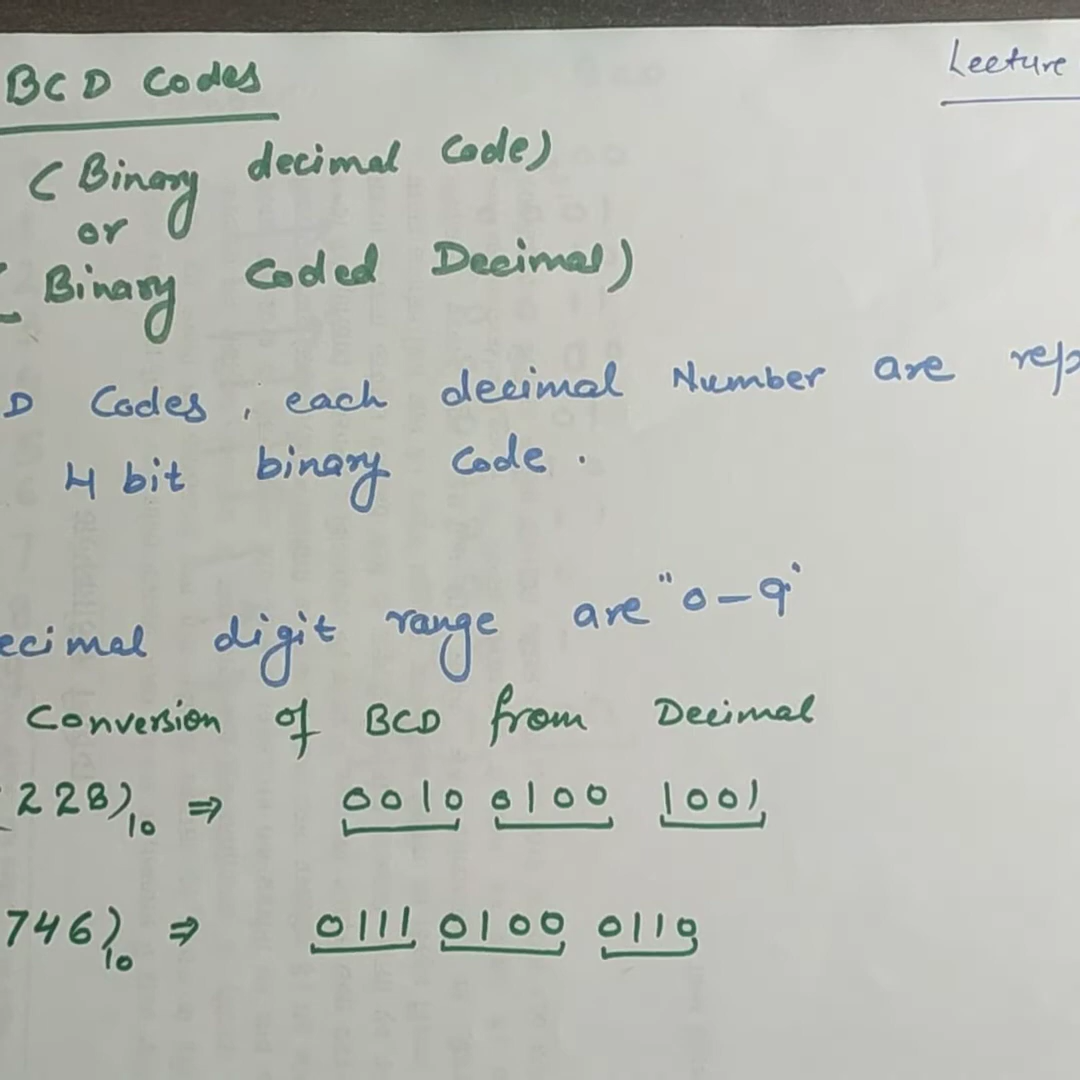 BCD Codes
Leeture
(Binary decimal Code)
or
(Binary Coded Decimal)
D Codes, each decimal Number are rep
4 bit binary code.
ecimal digit range are "0-9"
Conversion of BCD from Decimal
(228)10 ⇒ 0010 0100 1001
746)10 ⇒ 0111 0100 0110